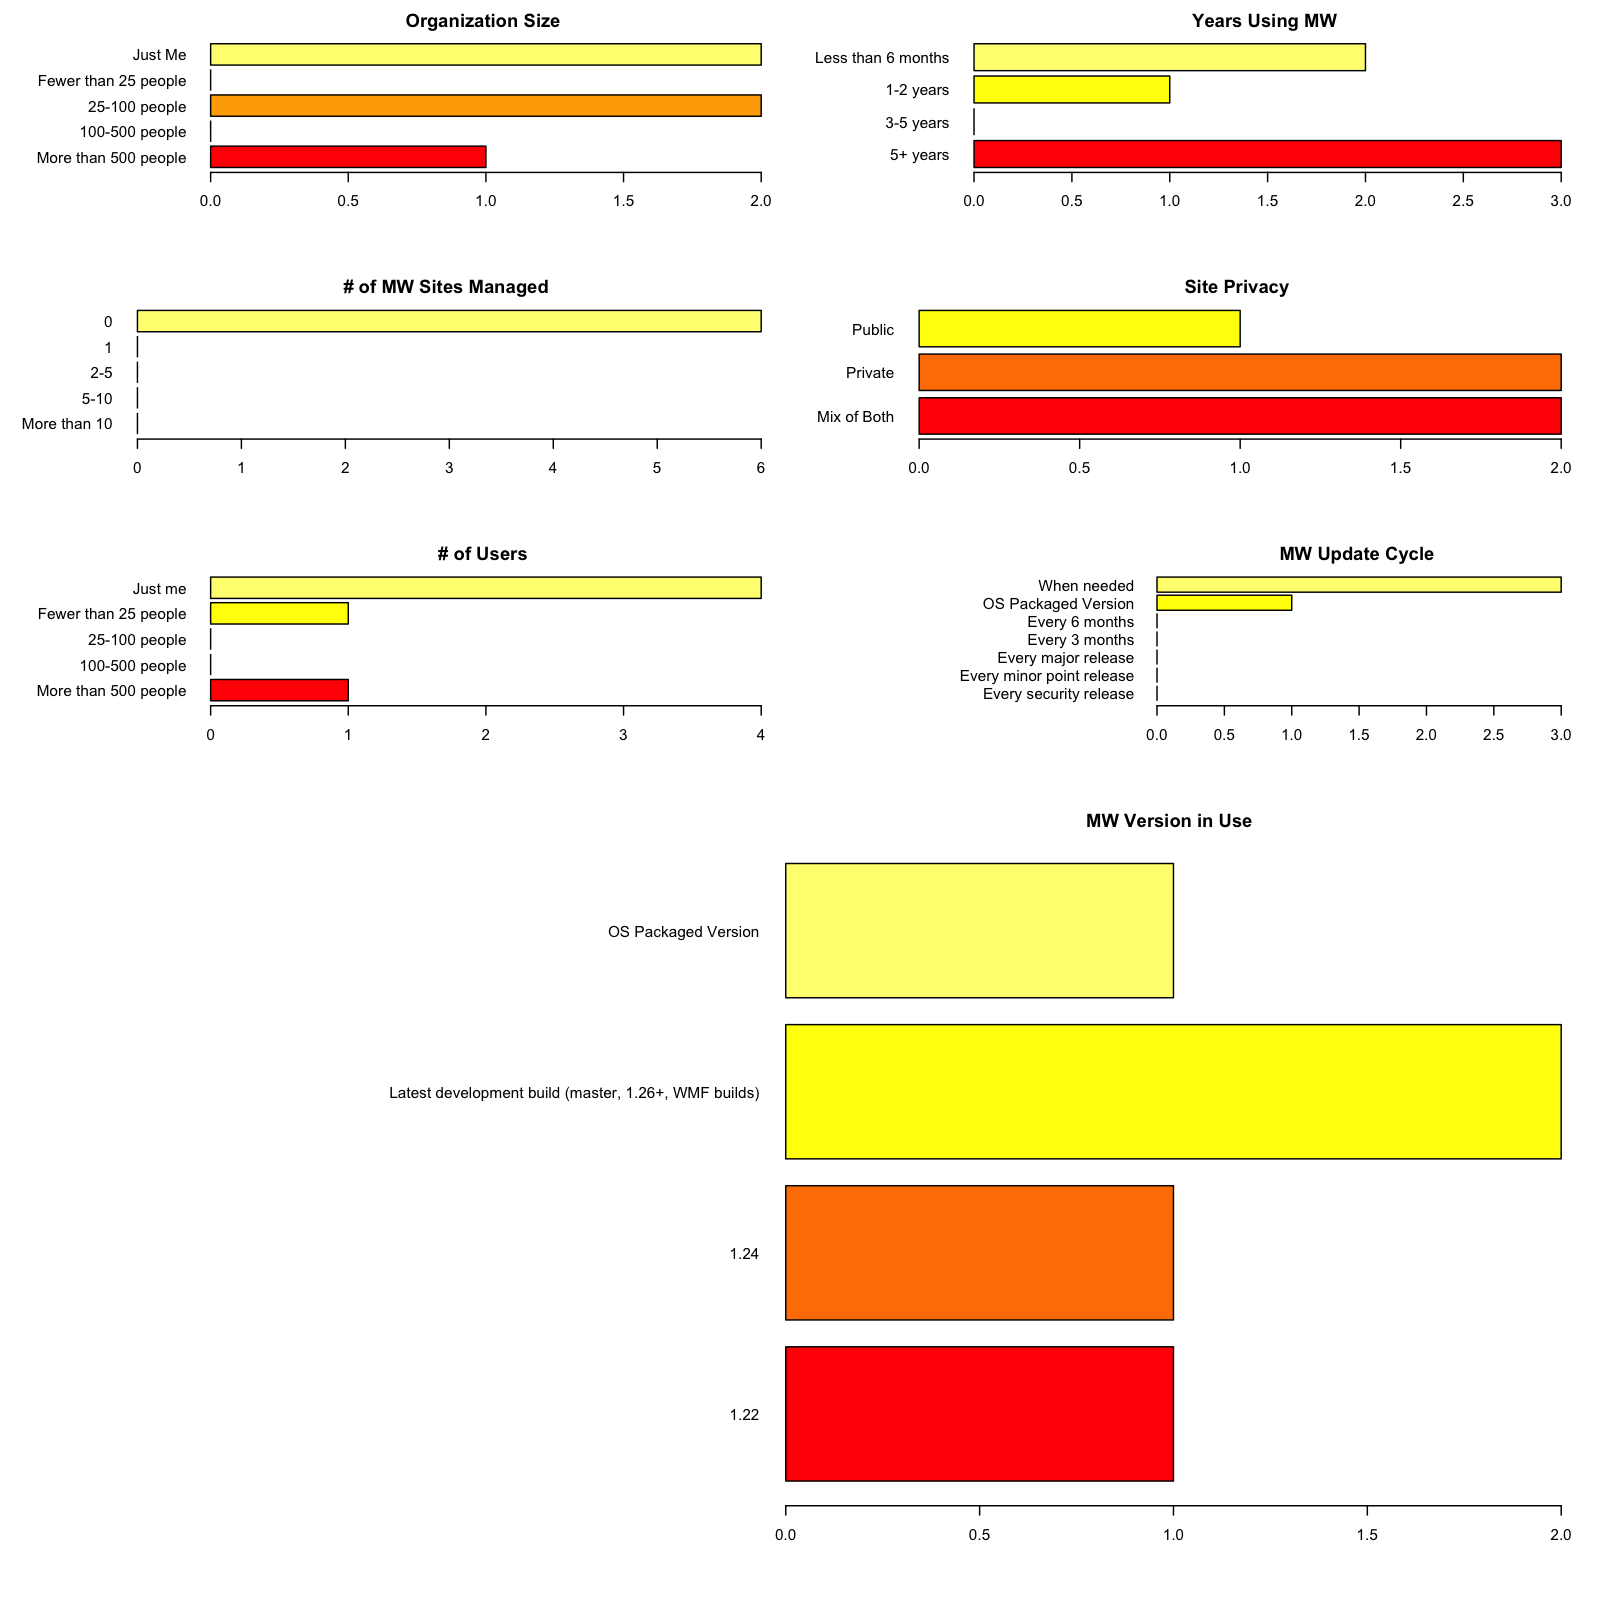 Organization Size
Just Me
Fewer than 25 people
25-100 people
100-500 people
More than 500 people
0.0 0.5 1.0 1.5 2.0
Years Using MW
Less than 6 months
1-2 years
3-5 years
5+ years
0.0 0.5 1.0 1.5 2.0 2.5 3.0
# of MW Sites Managed
0
1
2-5
5-10
More than 10
0 1 2 3 4 5 6
Site Privacy
Public
Private
Mix of Both
0.0 0.5 1.0 1.5 2.0
# of Users
Just me
Fewer than 25 people
25-100 people
100-500 people
More than 500 people
0 1 2 3 4
MW Update Cycle
When needed
OS Packaged Version
Every 6 months
Every 3 months
Every major release
Every minor point release
Every security release
0.0 0.5 1.0 1.5 2.0 2.5 3.0
MW Version in Use
OS Packaged Version
Latest development build (master, 1.26+, WMF builds)
1.24
1.22
0.0 0.5 1.0 1.5 2.0